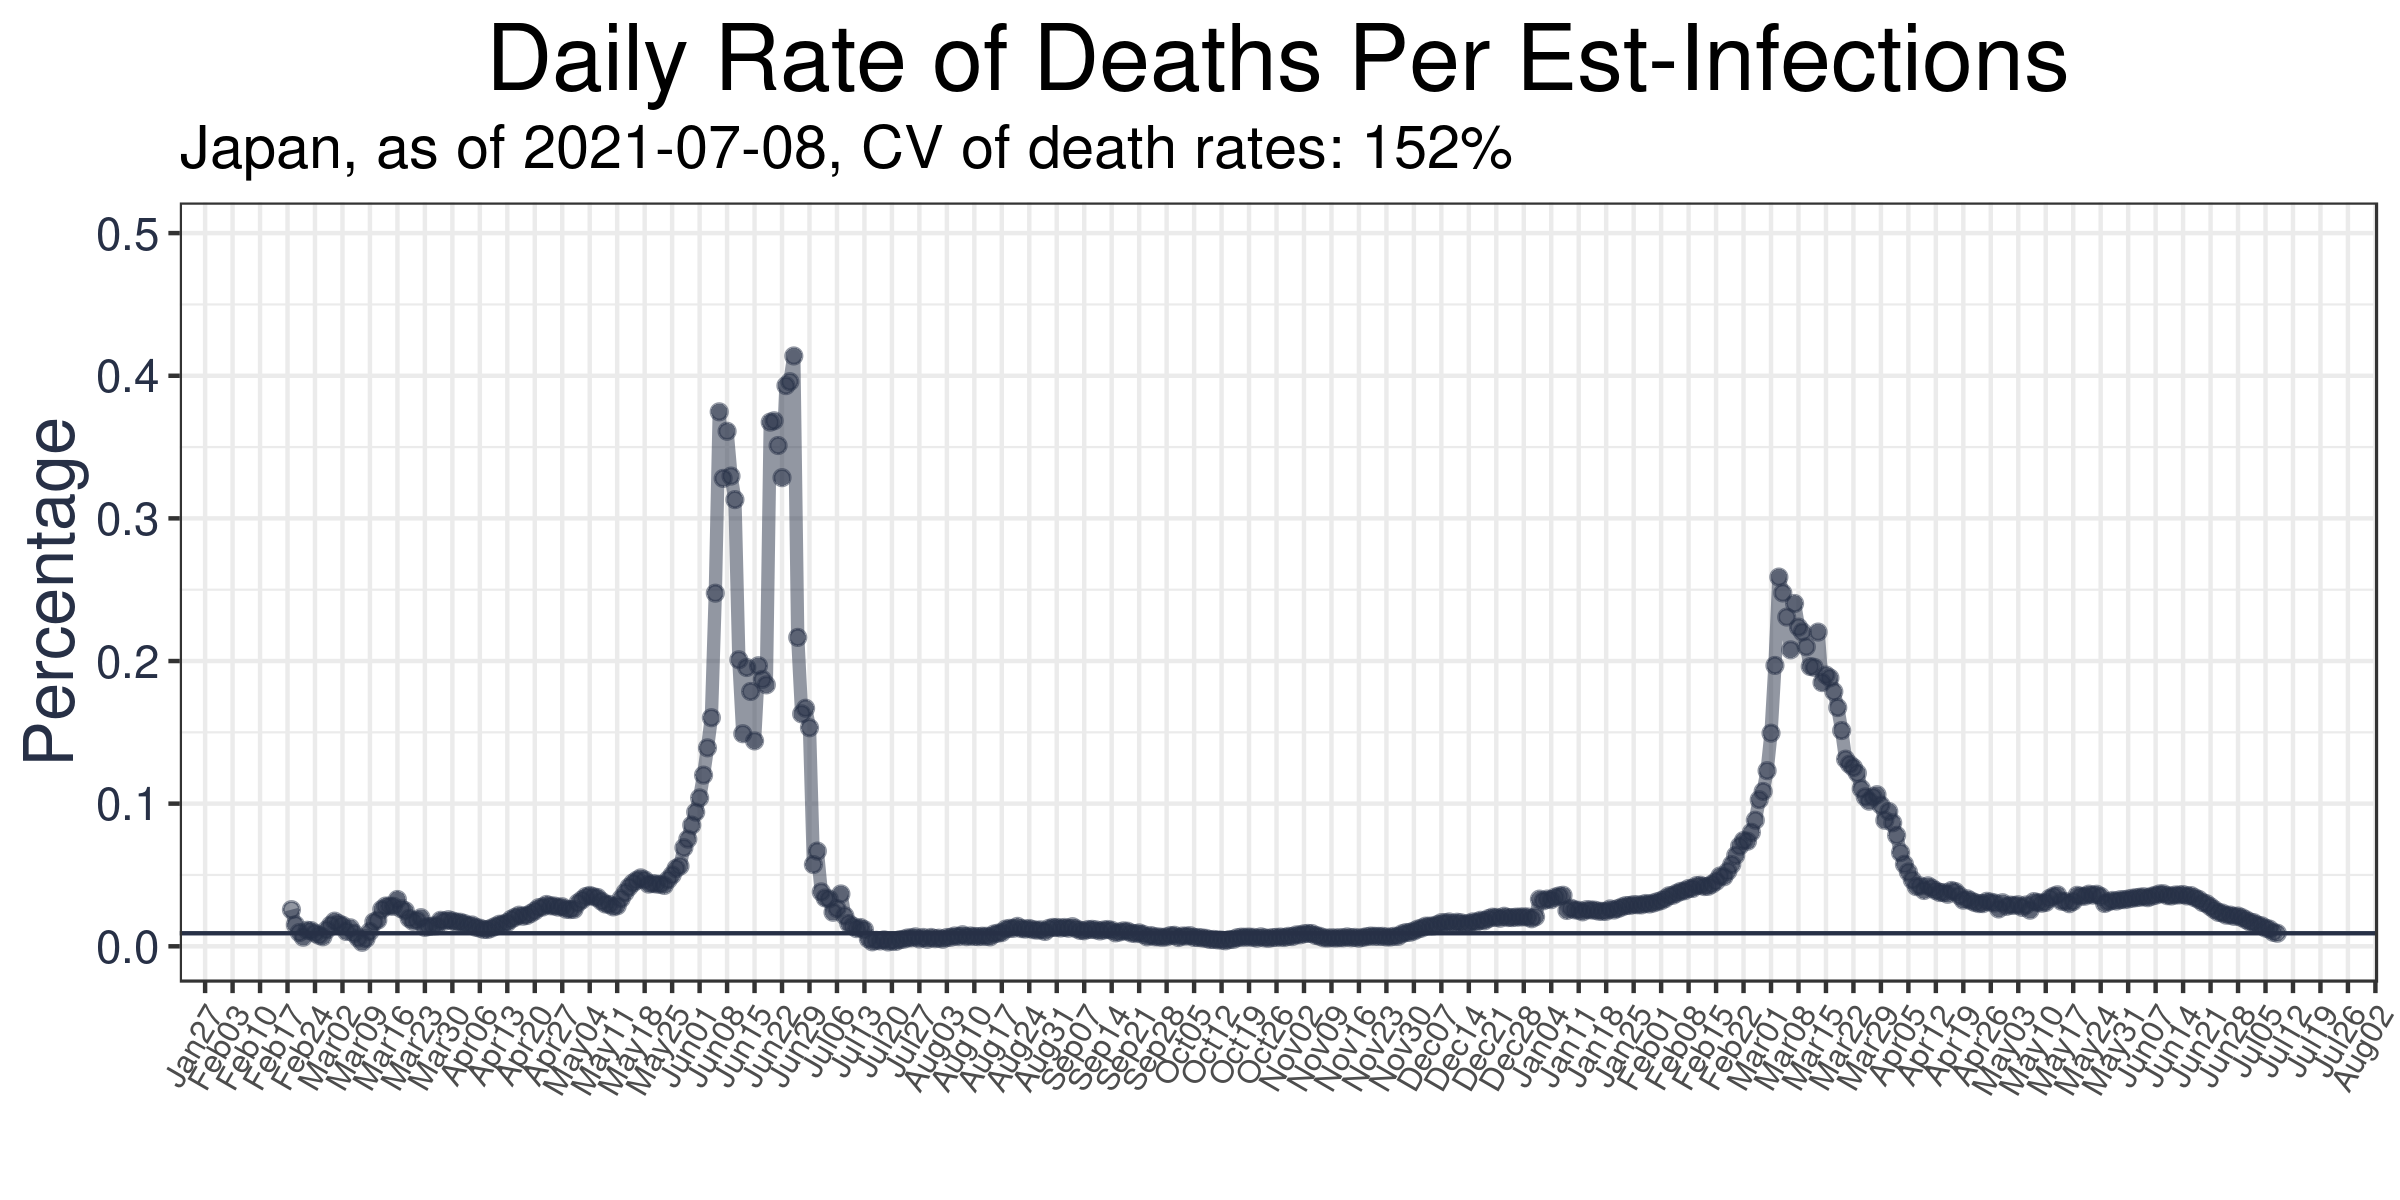 Daily Rate of Deaths Per Est-Infections
Japan, as of 2021-07-08, CV of death rates: 152%
Percentage
0.5
0.4
0.3
0.2
0.1
0.0
Jan27
Feb03
Feb10
Feb17
Feb24
Mar02
Mar09
Mar16
Mar23
Mar30
Apr06
Apr13
Apr20
Apr27
May04
May11
May18
May25
Jun01
Jun08
Jun15
Jun22
Jun29
Jul06
Jul13
Jul20
Jul27
Aug03
Aug10
Aug17
Aug24
Aug31
Sep07
Sep14
Sep21
Sep28
Oct05
Oct12
Oct19
Oct26
Nov02
Nov09
Nov16
Nov23
Nov30
Dec07
Dec14
Dec21
Dec28
Jan04
Jan11
Jan18
Jan25
Feb01
Feb08
Feb15
Feb22
Mar01
Mar08
Mar15
Mar22
Mar29
Apr05
Apr12
Apr19
Apr26
May03
May10
May17
May24
May31
Jun07
Jun14
Jun21
Jun28
Jul05
Jul12
Jul19
Jul26
Aug02